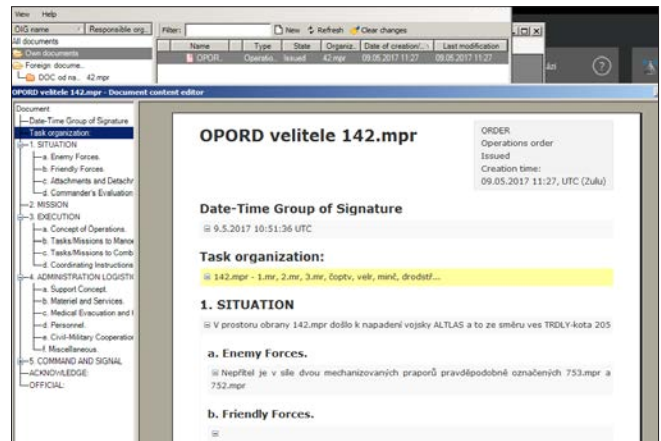 View Help
OIG name Responsible org. Filter: New Refresh Clear changes
All documents
Own documents
Foreign docume..
DOC od na.. 42.mpr
Name Type State Organiz.. Date of creation/.. Last modification
OPOR.. Operatio.. Issued 42.mpr 09.05.2017 11:27 09.05.2017 11:27
OPORD velitele 142.mpr - Document content editor
Document
Date-Time Group of Signature
Task organization:
1. SITUATION
a. Enemy Forces.
b. Friendly Forces.
c. Attachments and Detachr
d. Commander's Evaluation
2. MISSION
3. EXECUTION
a. Concept of Operations.
b. Tasks/Missions to Manoe
c. Tasks/Missions to Comb
d. Coordinating Instructions
4. ADMINISTRATION LOGISTIC
a. Support Concept.
b. Materiel and Services.
c. Medical Evacuation and I
d. Personnel.
e. Civil-Military Cooperation
f. Miscellaneous.
5. COMMAND AND SIGNAL
ACKNOWLEDGE:
OFFICIAL:
OPORD velitele 142.mpr
ORDER
Operations order
Issued
Creation time:
09.05.2017 11:27, UTC (Zulu)
Date-Time Group of Signature
9.5.2017 10:51:36 UTC
Task organization:
142.mpr - 1.mr, 2.mr, 3.mr, čoptv, velr, minč, drodstř...
1. SITUATION
V prostoru obrany 142.mpr došlo k napadení vojsky ALTLAS a to ze směru ves TRDLY-kota 205
a. Enemy Forces.
Nepřítel je v síle dvou mechanizovaných praporů pravděpodobně označených 753.mpr a
752.mpr
b. Friendly Forces.